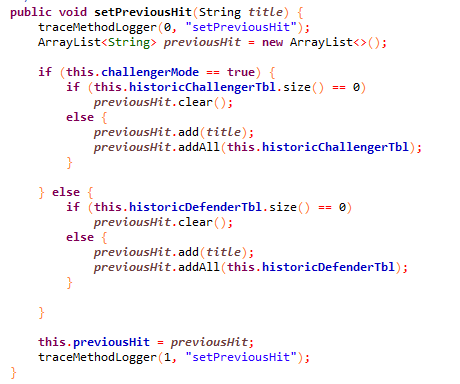 public void setPreviousHit(String title) {
    traceMethodLogger(0, "setPreviousHit");
    ArrayList<String> previousHit = new ArrayList<>();

    if (this.challengerMode == true) {
        if (this.historicChallengerTbl.size() == 0)
            previousHit.clear();
        else {
            previousHit.add(title);
            previousHit.addAll(this.historicChallengerTbl);
        }

    } else {
        if (this.historicDefenderTbl.size() == 0)
            previousHit.clear();
        else {
            previousHit.add(title);
            previousHit.addAll(this.historicDefenderTbl);
        }

    }

    this.previousHit = previousHit;
    traceMethodLogger(1, "setPreviousHit");
}